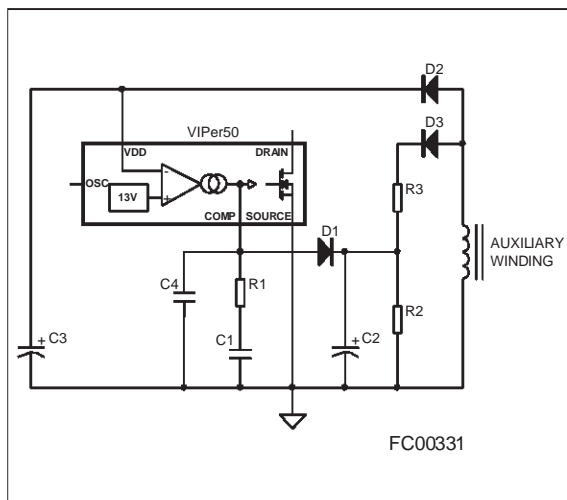 D2
D3
VIPer50
VDD
DRAIN
-
OSC
13V
+
COMP SOURCE
R3
D1
AUXILIARY
WINDING
C4
R1
R2
C1
+ C3
+ C2
FC00331